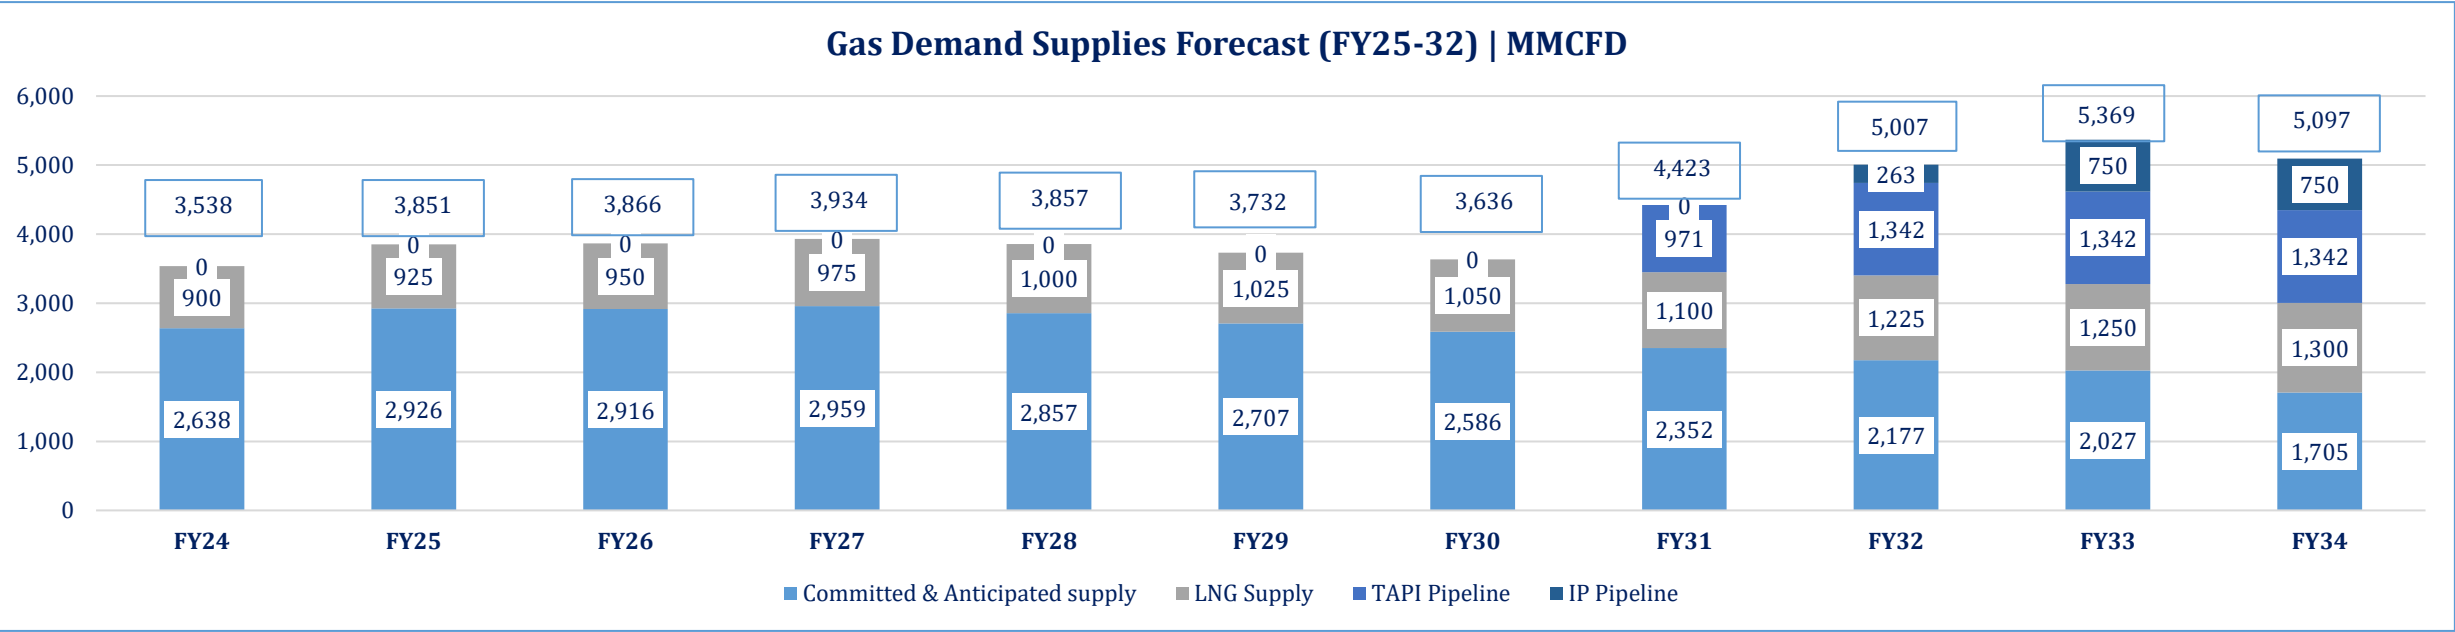 Gas Demand Supplies Forecast (FY25-32) | MMCFD
6,000
5,000
4,000
3,000
2,000
1,000
0
3,538 3,851 3,866 3,934 3,857 3,732 3,636 4,423 5,007 5,369 5,097
263 750 750
0 0 0 0 0 0 0 0
971 1,342 1,342 1,342
900 925 950 975 1,000 1,025 1,050 1,100 1,225 1,250 1,300
2,638 2,926 2,916 2,959 2,857 2,707 2,586 2,352 2,177 2,027 1,705
FY24 FY25 FY26 FY27 FY28 FY29 FY30 FY31 FY32 FY33 FY34
Committed & Anticipated supply LNG Supply TAPI Pipeline IP Pipeline